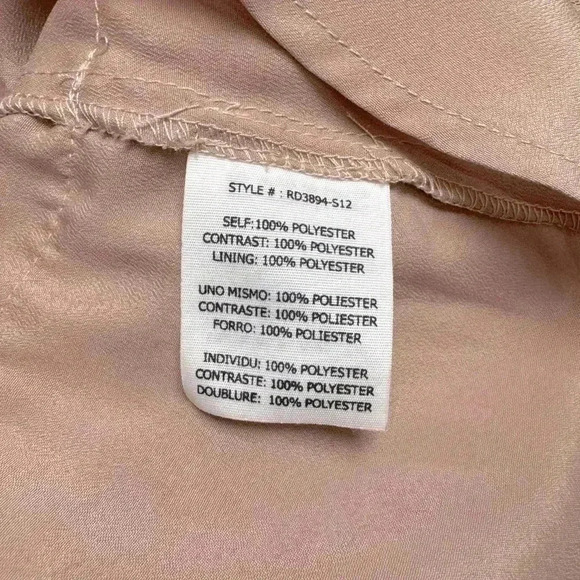 STYLE # : RD3894-S12
SELF:100% POLYESTER
CONTRAST: 100% POLYESTER
LINING: 100% POLYESTER
UNO MISMO: 100% POLIESTER
CONTRASTE: 100% POLIESTER
FORRO: 100% POLIESTER
INDIVIDU: 100% POLYESTER
CONTRASTE: 100% POLYESTER
DOUBLURE: 100% POLYESTER